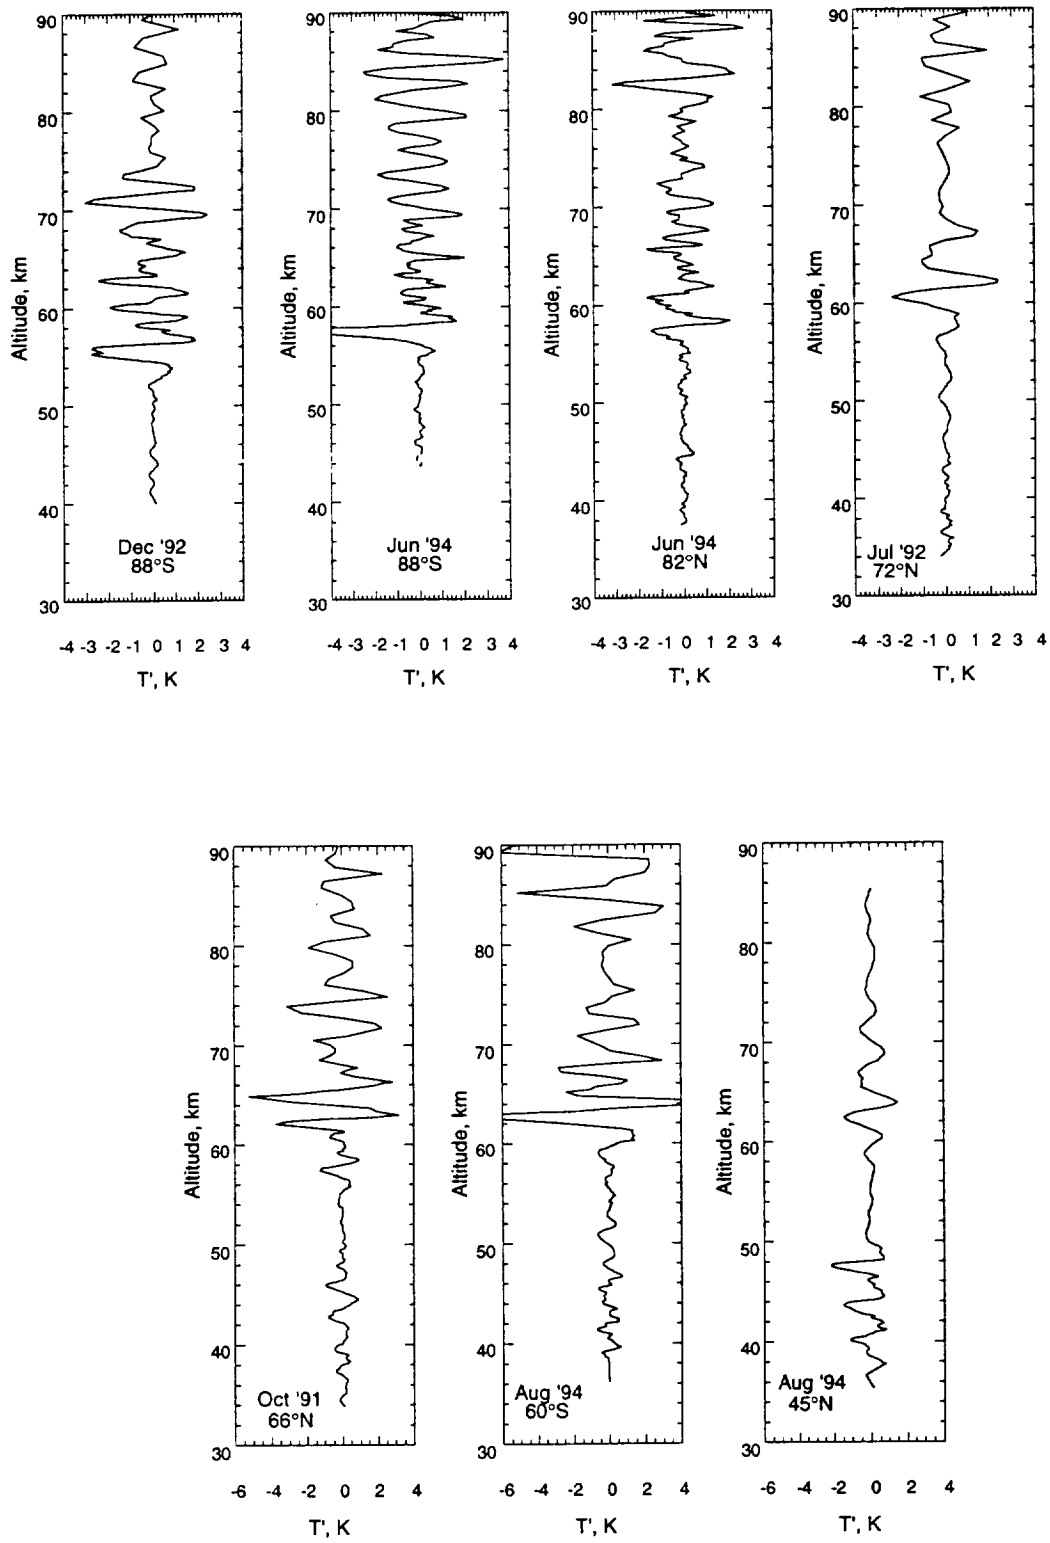 90 90 90 90
80 80 80 80
70 70 70 70
Altitude, km Altitude, km Altitude, km Altitude, km
60 60 60 60
50 50 50 50
40 40 40 40
Dec '92 Jun '94 Jun '94 Jul '92
88°S 88°S 82°N 72°N
30 30 30 30
-4 -3 -2 -1 0 1 2 3 4 -4 -3 -2 -1 0 1 2 3 4 -4 -3 -2 -1 0 1 2 3 4 -4 -3 -2 -1 0 1 2 3 4
T', K T', K T', K T', K
90 90 90
80 80 80
70 70 70
Altitude, km Altitude, km Altitude, km
60 60 60
50 50 50
40 40 40
Oct '91 Aug '94 Aug '94
66°N 60°S 45°N
30 30 30
-6 -4 -2 0 2 4 -6 -4 -2 0 2 4 -6 -4 -2 0 2 4
T', K T', K T', K